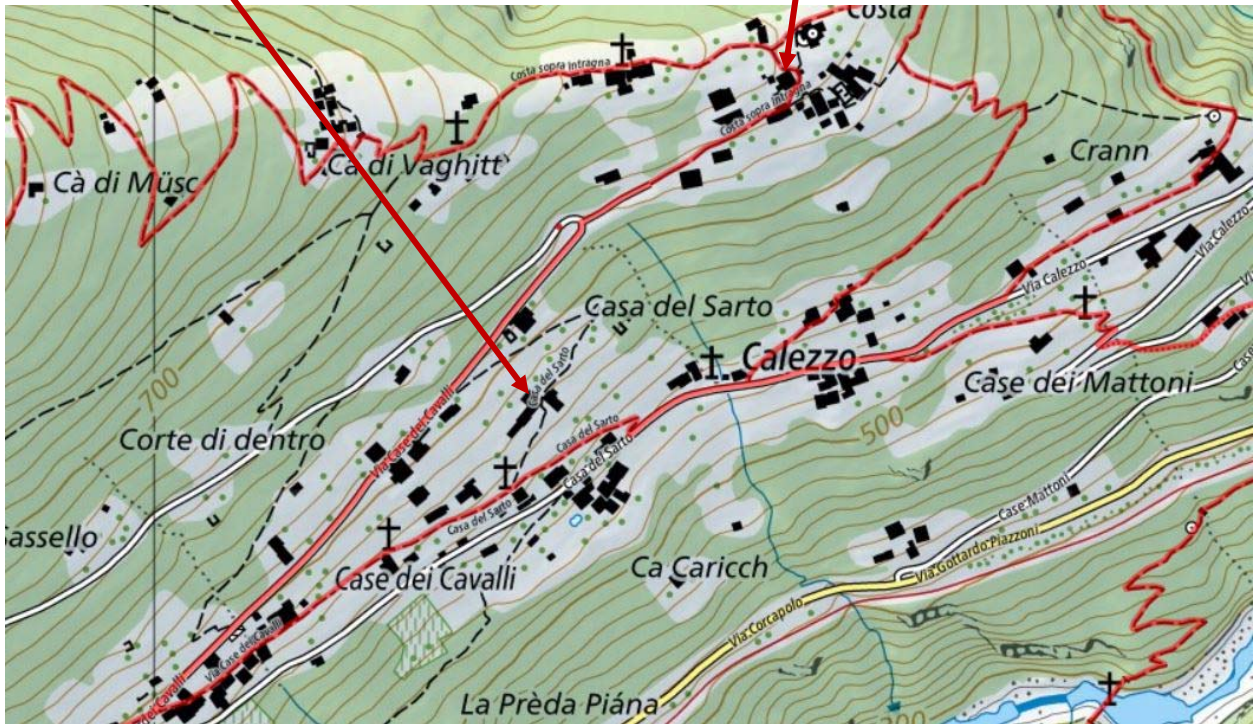 Costa
Costa sopra Intragna
Costa sopra Intragna
Crann
Cà di Vaghitt
Cà di Müsc
Via Calezzo
Via Calezzo
Casa del Sarto
Calezzo
700
Casa del Sarto
Case dei Mattoni
Via Case dei Cavalli
500
Corte di dentro
Casa del Sarto
Casa del Sarto
Case Mattoni
Casa del Sarto
assello
Via Gottardo Piazzoni
Case dei Cavalli
Ca Caricch
Via Corcapolo
Via Case dei Cavalli
dei Cavalli
La Prèda Piána